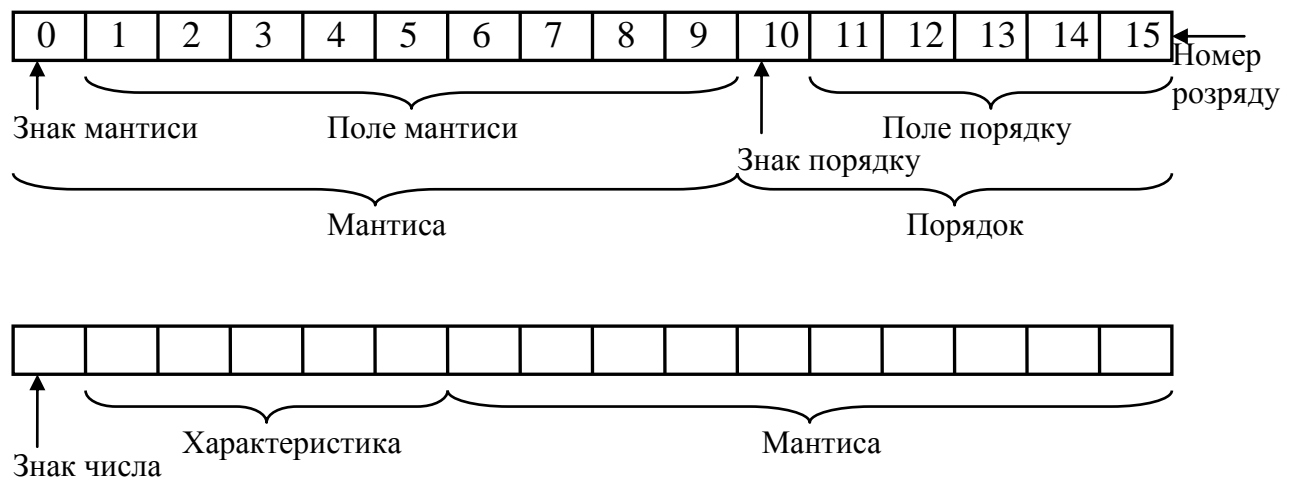 0 1 2 3 4 5 6 7 8 9 10 11 12 13 14 15
Номер
розряду
Знак мантиси Поле мантиси Поле порядку
Знак порядку
Мантиса Порядок
Характеристика Мантиса
Знак числа